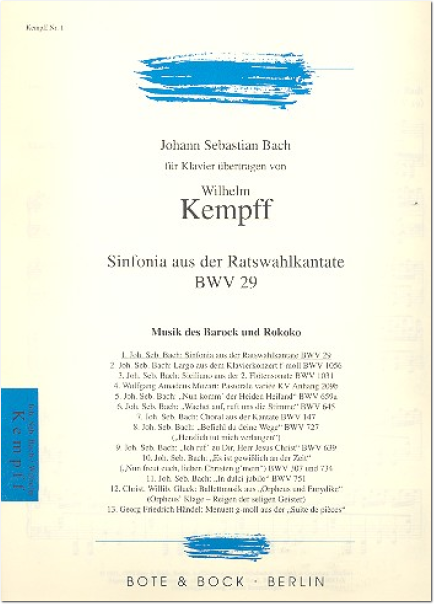 Kempff Nr. 1
Johann Sebastian Bach
für Klavier übertragen von
Wilhelm
Kempff
Sinfonia aus der Ratswahlkantate
BWV 29
Musik des Barock und Rokoko
1. Joh. Seb. Bach: Sinfonia aus der Ratswahlkantate BWV 29
2. Joh. Seb. Bach: Largo aus dem Klavierkonzert f-moll BWV 1056
3. Joh. Seb. Bach: Siciliano aus der 2. Flötensonate BWV 1031
4. Wolfgang Amadeus Mozart: Pastorale variée KV Anhang 209b
5. Joh. Seb. Bach: „Nun komm' der Heiden Heiland“ BWV 659a
6. Joh. Seb. Bach: „Wachet auf, ruft uns die Stimme“ BWV 645
7. Joh. Seb. Bach: Choral aus der Kantate BWV 147
8. Joh. Seb. Bach: „Befiehl du deine Wege“ BWV 727
(„Herzlich tut mich verlangen“)
9. Joh. Seb. Bach: „Ich ruf' zu Dir, Herr Jesus Christ“ BWV 639
10. Joh. Seb. Bach: „Es ist gewißlich an der Zeit“
(„Nun freut euch, lieben Christen g'mein“) BWV 307 und 734
11. Joh. Seb. Bach: „In dulci jubilo“ BWV 751
12. Christ. Willib. Gluck: Ballettmusik aus „Orpheus und Eurydike“
(Orpheus' Klage – Reigen der seligen Geister)
13. Georg Friedrich Händel: Menuett g-moll aus der „Suite de pièces“
Kempff
BOTE & BOCK · BERLIN